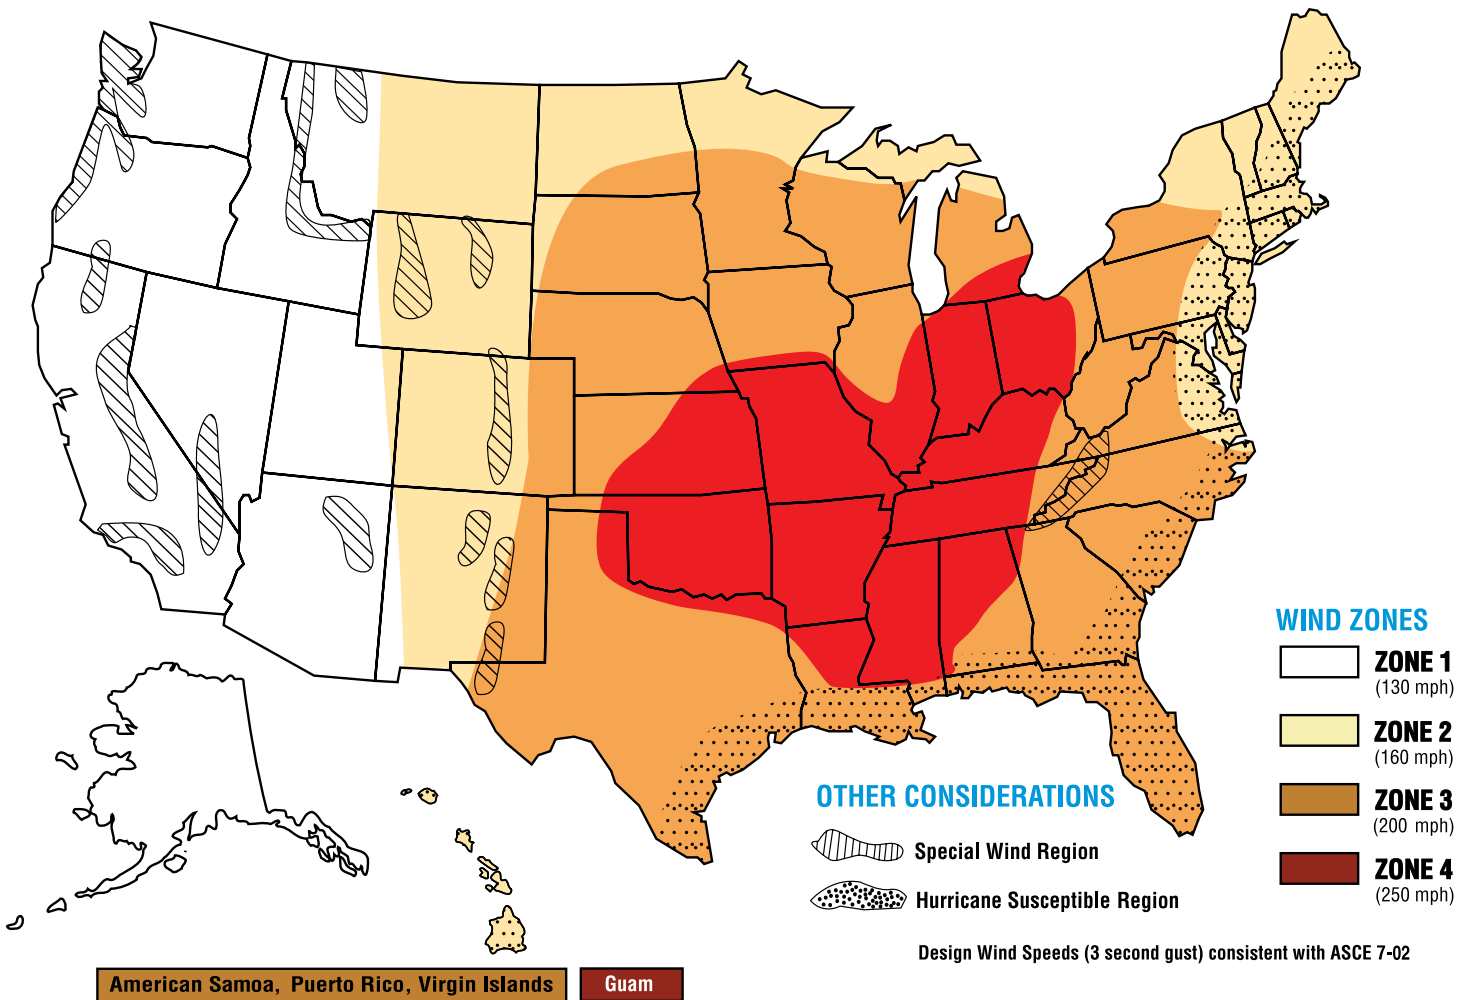 WIND ZONES
ZONE 1
(130 mph)
ZONE 2
(160 mph)
ZONE 3
(200 mph)
ZONE 4
(250 mph)
OTHER CONSIDERATIONS
Special Wind Region
Hurricane Susceptible Region
Design Wind Speeds (3 second gust) consistent with ASCE 7-02
American Samoa, Puerto Rico, Virgin Islands
Guam